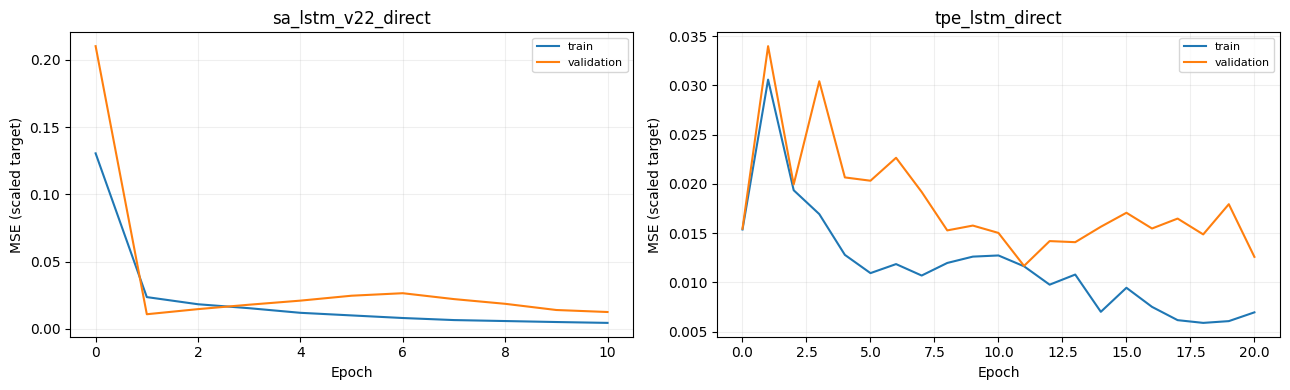 sa_lstm_v22_direct
train
validation
MSE (scaled target)
0.20
0.15
0.10
0.05
0.00
0 2 4 6 8 10
Epoch
tpe_lstm_direct
train
validation
MSE (scaled target)
0.035
0.030
0.025
0.020
0.015
0.010
0.005
0.0 2.5 5.0 7.5 10.0 12.5 15.0 17.5 20.0
Epoch